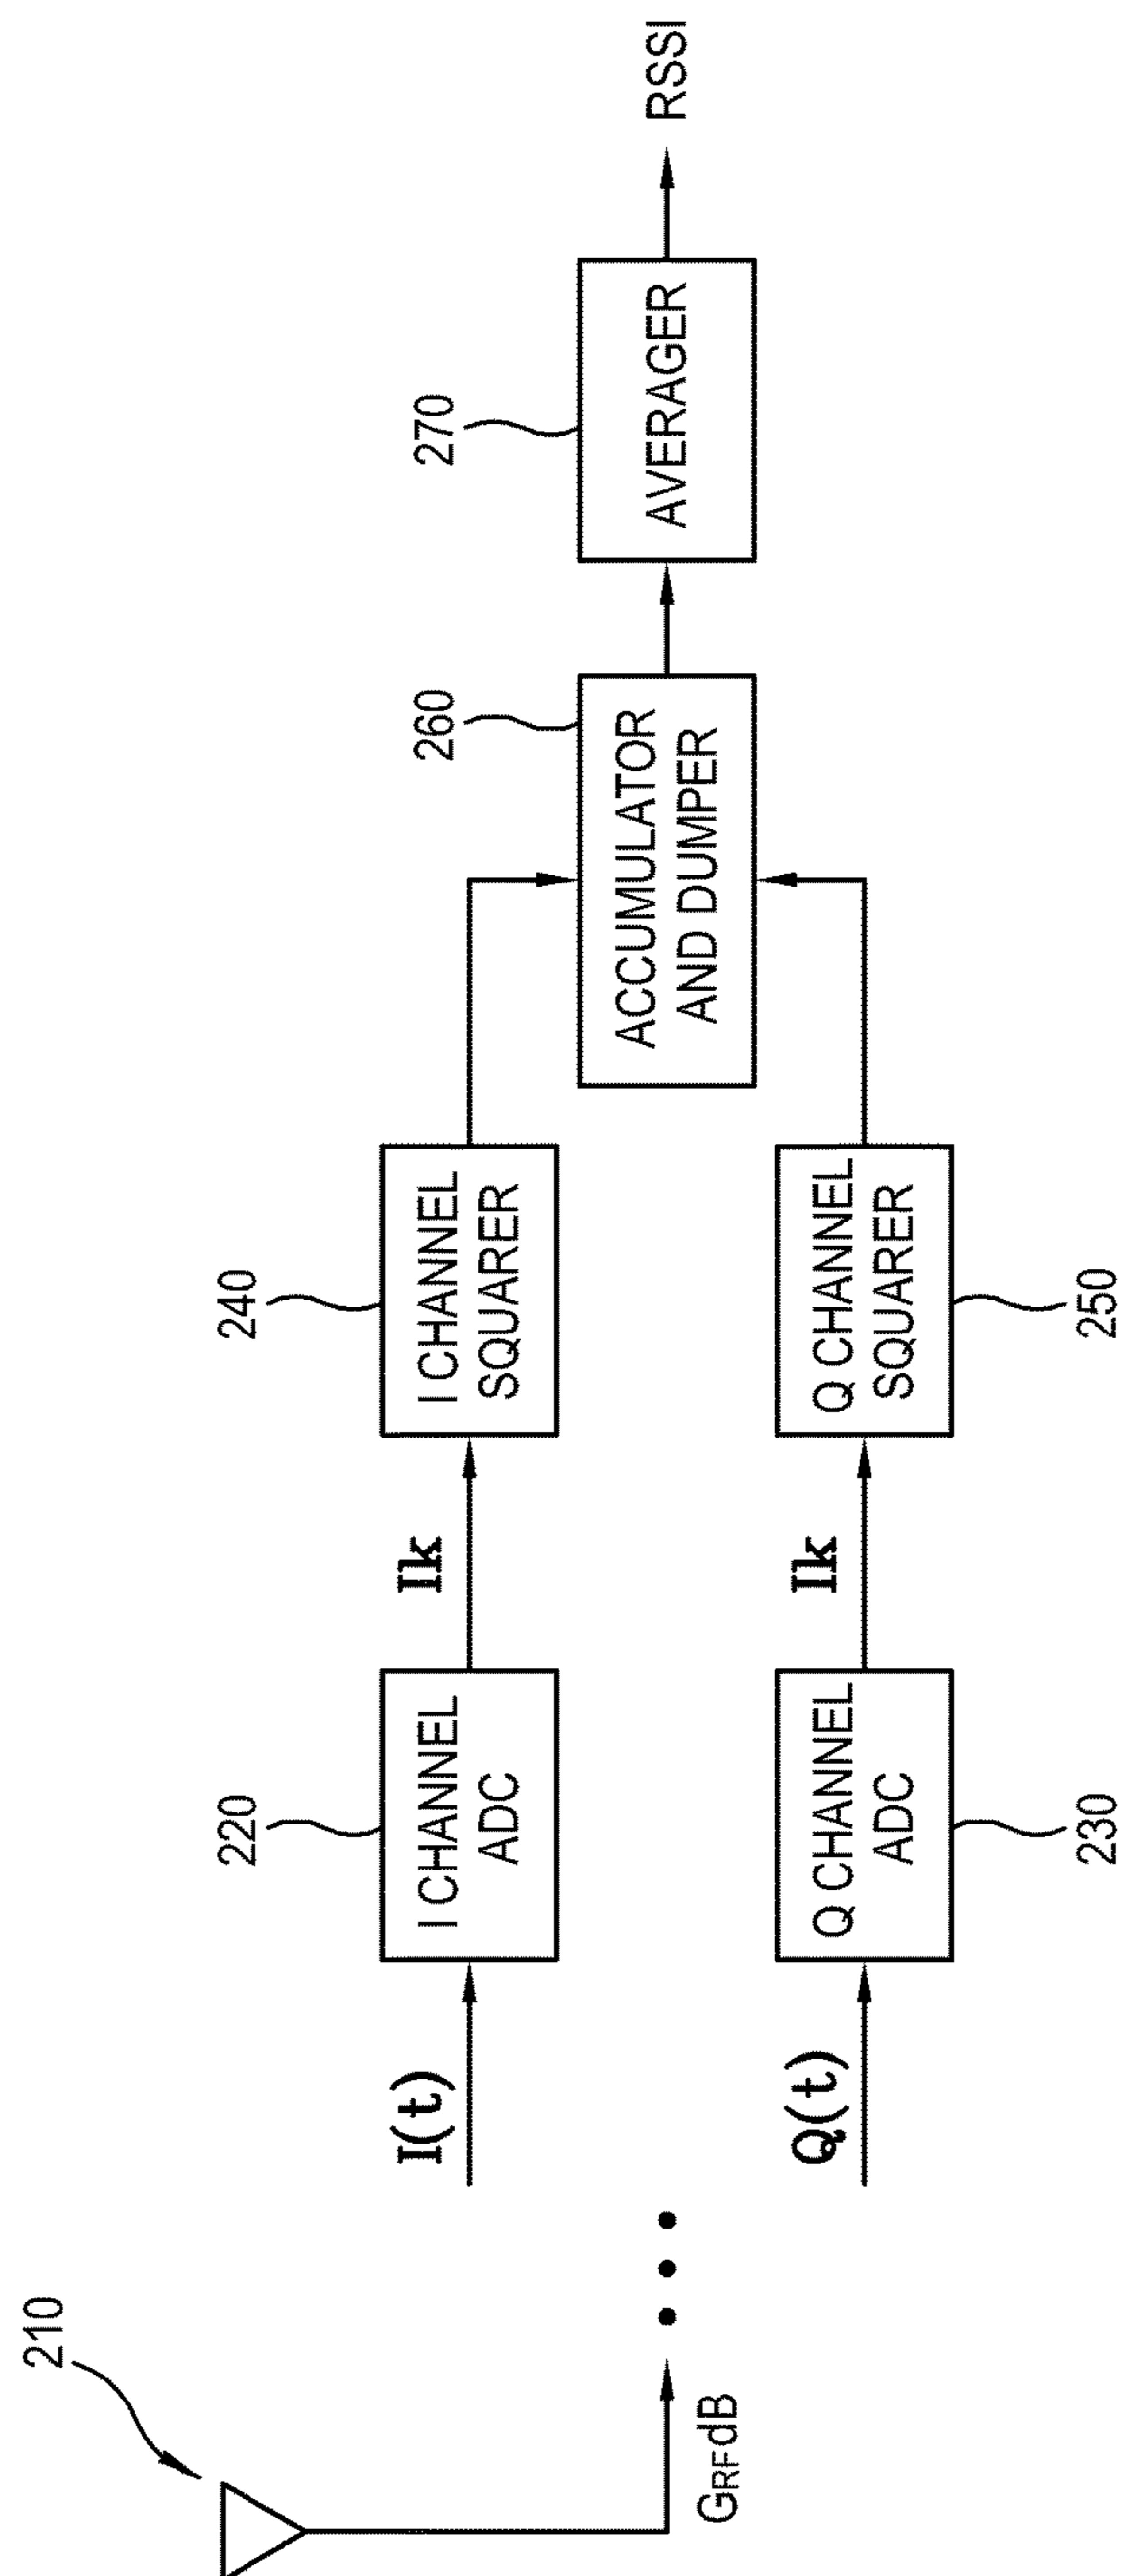 210
GRFdB
I(t)
220
I CHANNEL
ADC
Ik
240
I CHANNEL
SQUARER
Q(t)
Q CHANNEL
ADC
230
Ik
Q CHANNEL
SQUARER
250
260
ACCUMULATOR
AND DUMPER
270
AVERAGER
RSSI